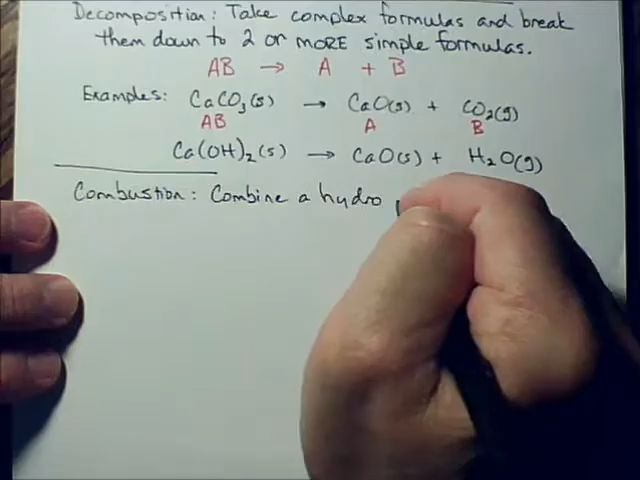 Decomposition: Take complex formulas and break
them down to 2 or MORE simple formulas.
AB → A + B
Examples: CaCO₃(s) → CaO(s) + CO₂(g)
AB A B
Ca(OH)₂(s) → CaO(s) + H₂O(g)
Combustion: Combine a hydro